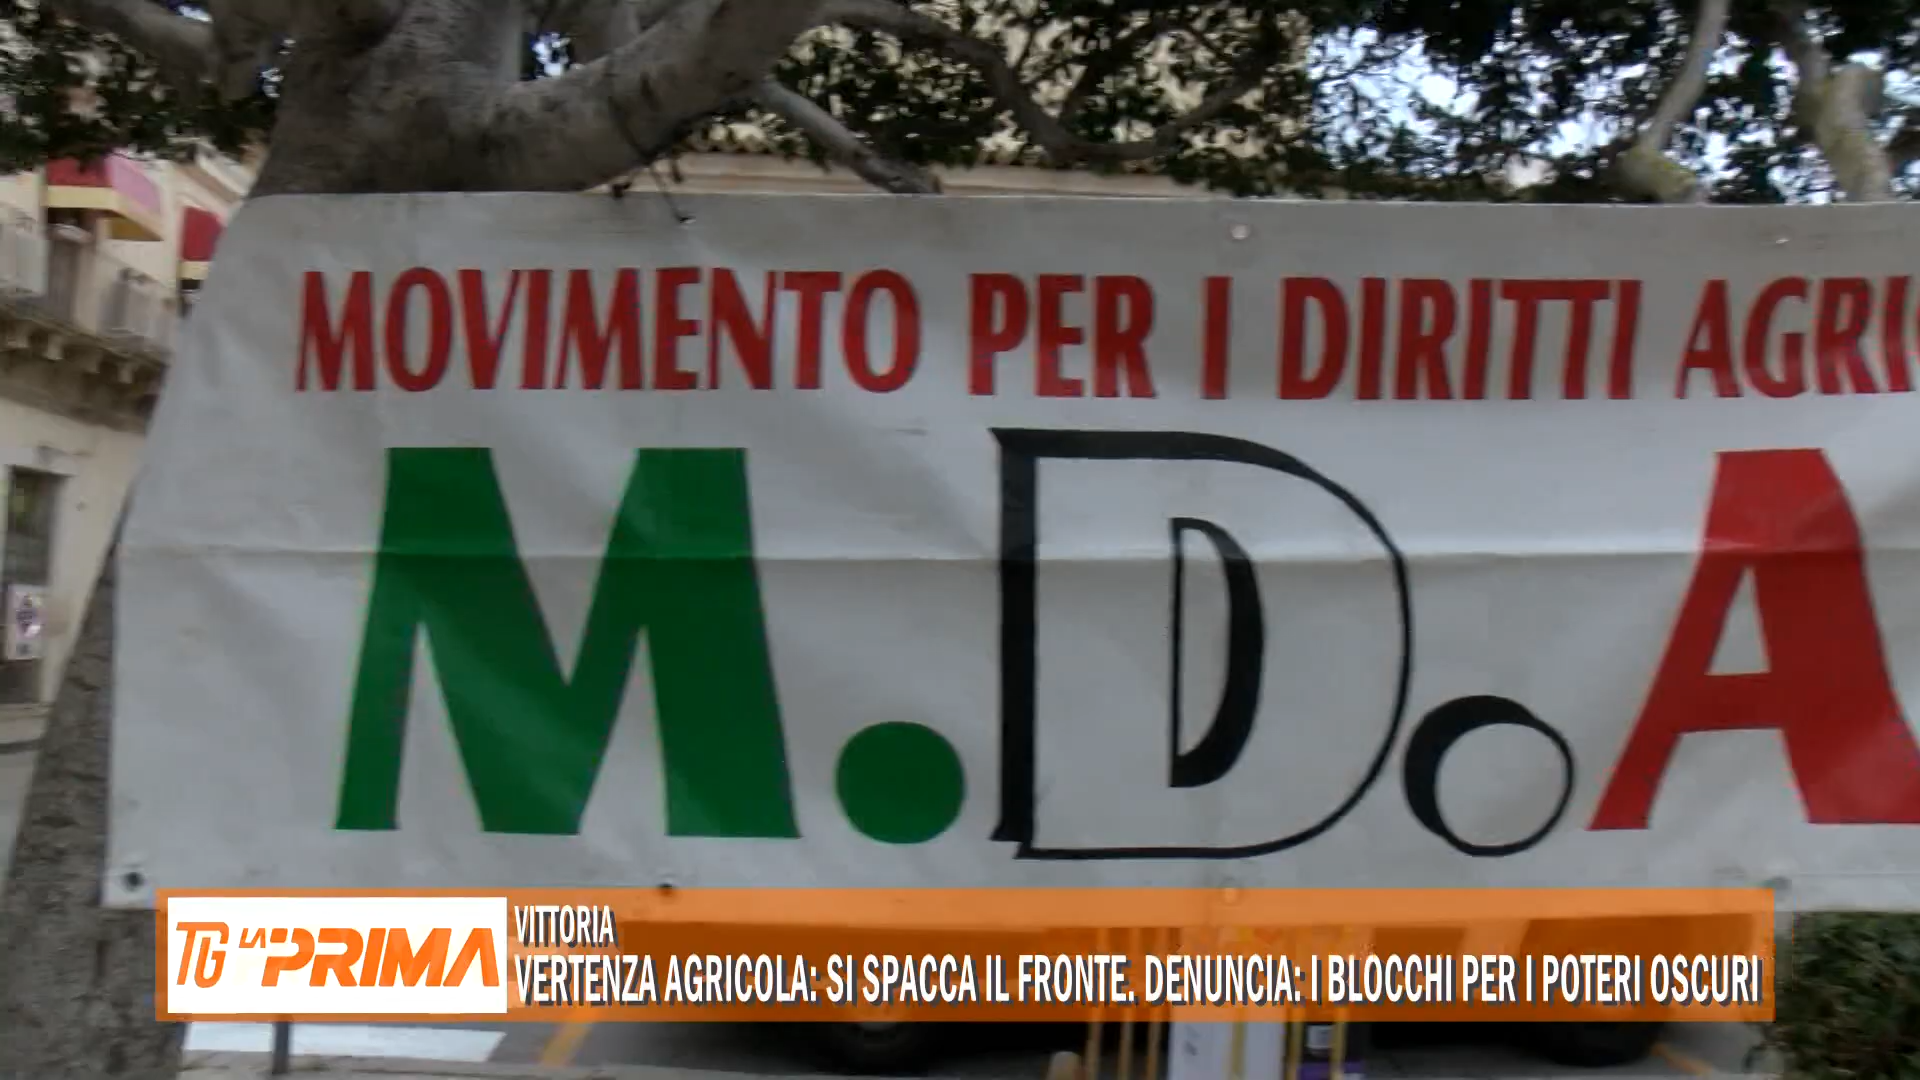 MOVIMENTO PER I DIRITTI AGRI
M.D.A
VITTORIA
TG LA PRIMA
VERTENZA AGRICOLA: SI SPACCA IL FRONTE. DENUNCIA: I BLOCCHI PER I POTERI OSCURI